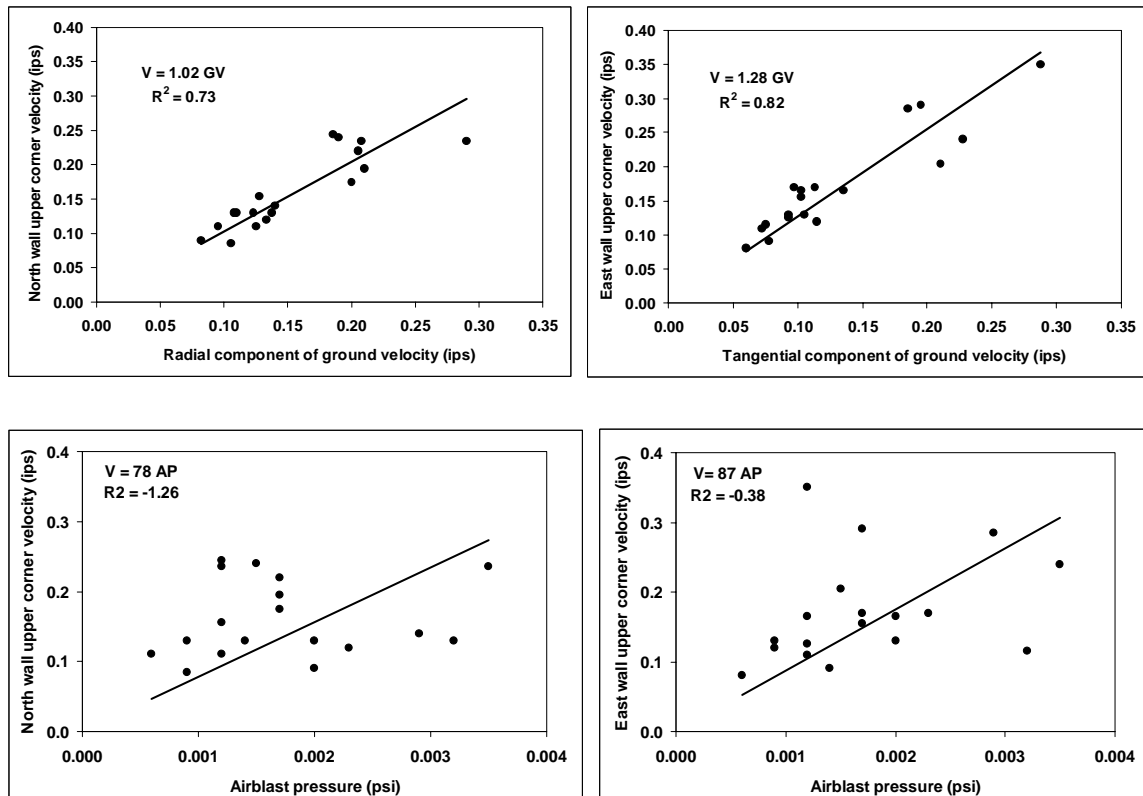 North wall upper corner velocity (ips)
0.40
0.35
0.30
0.25
0.20
0.15
0.10
0.05
0.00
V = 1.02 GV
R² = 0.73
0.00 0.05 0.10 0.15 0.20 0.25 0.30 0.35
Radial component of ground velocity (ips)
East wall upper corner velocity (ips)
0.40
0.35
0.30
0.25
0.20
0.15
0.10
0.05
0.00
V = 1.28 GV
R² = 0.82
0.00 0.05 0.10 0.15 0.20 0.25 0.30 0.35
Tangential component of ground velocity (ips)
North wall upper corner velocity (ips)
0.4
0.3
0.2
0.1
0.0
V = 78 AP
R2 = -1.26
0.000 0.001 0.002 0.003 0.004
Airblast pressure (psi)
East wall upper corner velocity (ips)
0.4
0.3
0.2
0.1
0.0
V= 87 AP
R2 = -0.38
0.000 0.001 0.002 0.003 0.004
Airblast pressure (psi)